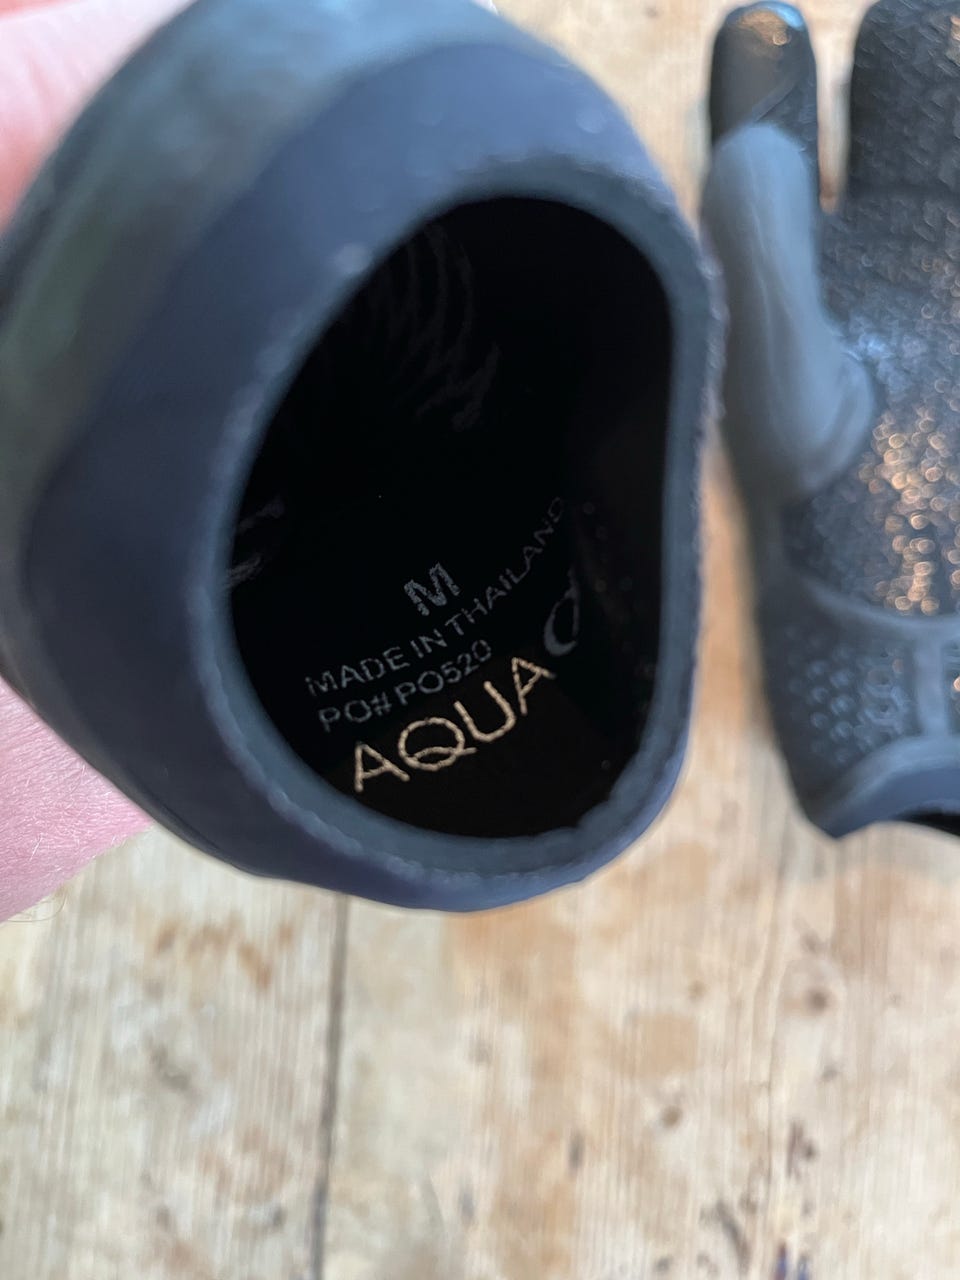 M
MADE IN THAILAND
PO# PO520
AQUA